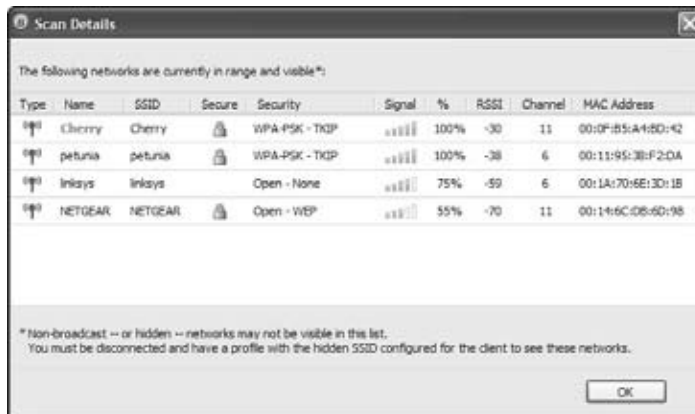 Scan Details
The following networks are currently in range and visible*:
Type Name SSID Secure Security Signal % RSSI Channel MAC Address
Cherry Cherry WPA-PSK - TKIP 100% -30 11 00:0F:B5:A4:BD:42
petunia petunia WPA-PSK - TKIP 100% -38 6 00:11:95:3B:F2:DA
linksys linksys Open - None 75% -59 6 00:1A:70:6E:3D:1B
NETGEAR NETGEAR Open - WEP 55% -70 11 00:14:6C:DB:6D:98
*Non-broadcast -- or hidden -- networks may not be visible in this list.
You must be disconnected and have a profile with the hidden SSID configured for the client to see these networks.
OK